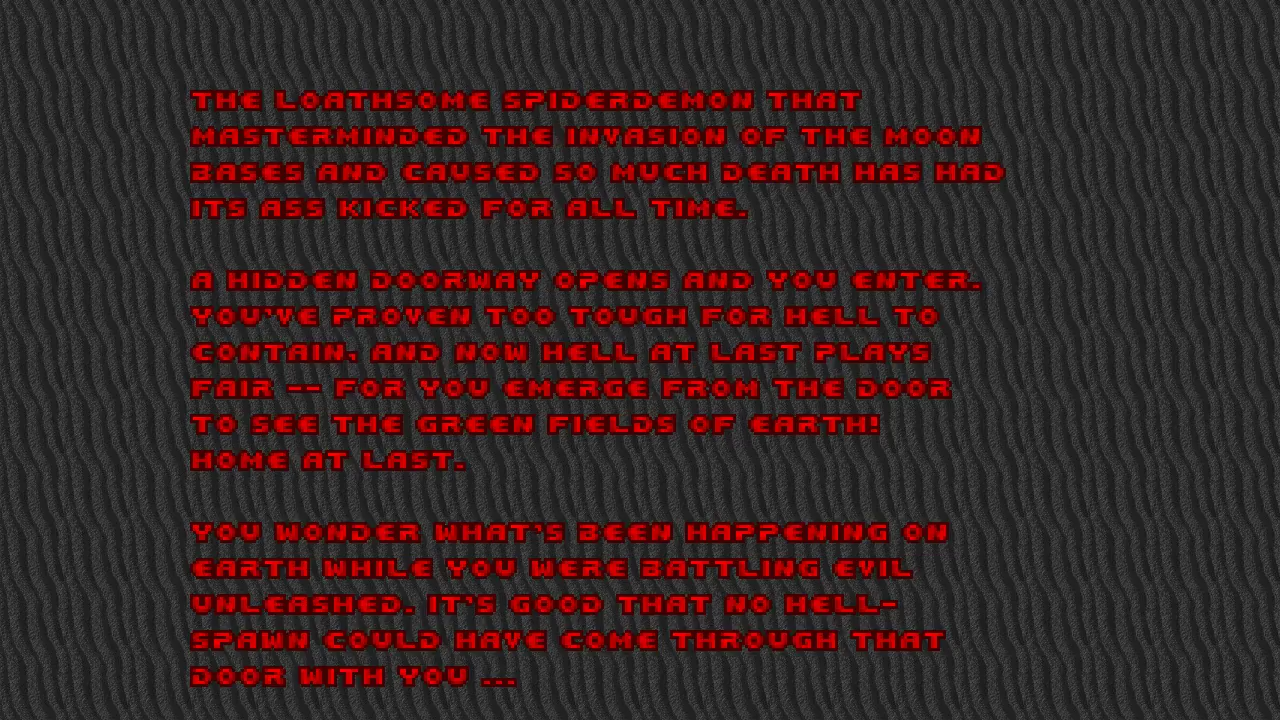 THE LOATHSOME SPIDERDEMON THAT
MASTERMINDED THE INVASION OF THE MOON
BASES AND CAUSED SO MUCH DEATH HAS HAD
ITS ASS KICKED FOR ALL TIME.
A HIDDEN DOORWAY OPENS AND YOU ENTER.
YOU'VE PROVEN TOO TOUGH FOR HELL TO
CONTAIN, AND NOW HELL AT LAST PLAYS
FAIR -- FOR YOU EMERGE FROM THE DOOR
TO SEE THE GREEN FIELDS OF EARTH!
HOME AT LAST.
YOU WONDER WHAT'S BEEN HAPPENING ON
EARTH WHILE YOU WERE BATTLING EVIL
UNLEASHED. IT'S GOOD THAT NO HELL-
SPAWN COULD HAVE COME THROUGH THAT
DOOR WITH YOU ...